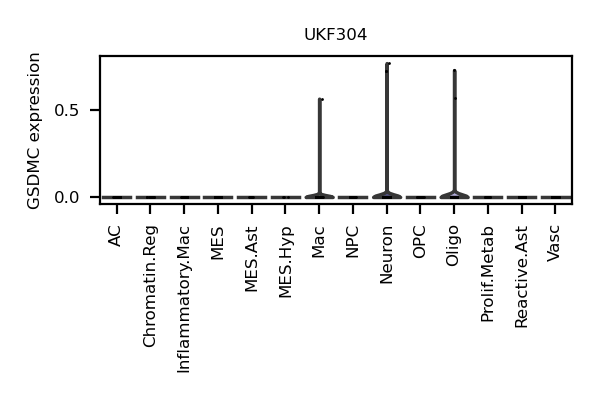 UKF304
GSDMC expression
0.5
0.0
AC
Chromatin.Reg
Inflammatory.Mac
MES
MES.Ast
MES.Hyp
Mac
NPC
Neuron
OPC
Oligo
Prolif.Metab
Reactive.Ast
Vasc